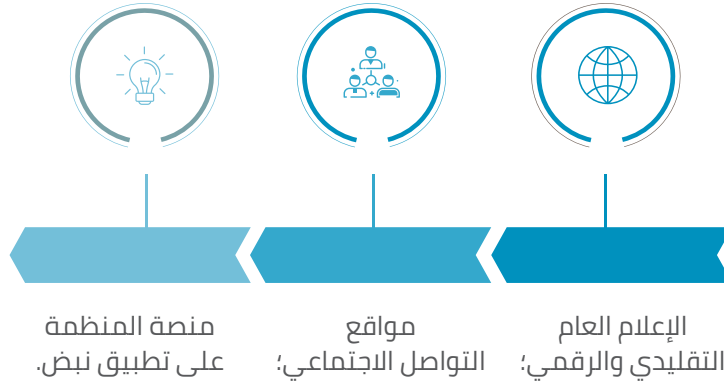 الإعلام العام
التقليدي والرقمي؛
مواقع
التواصل الاجتماعي؛
منصة المنظمة
على تطبيق نبض.